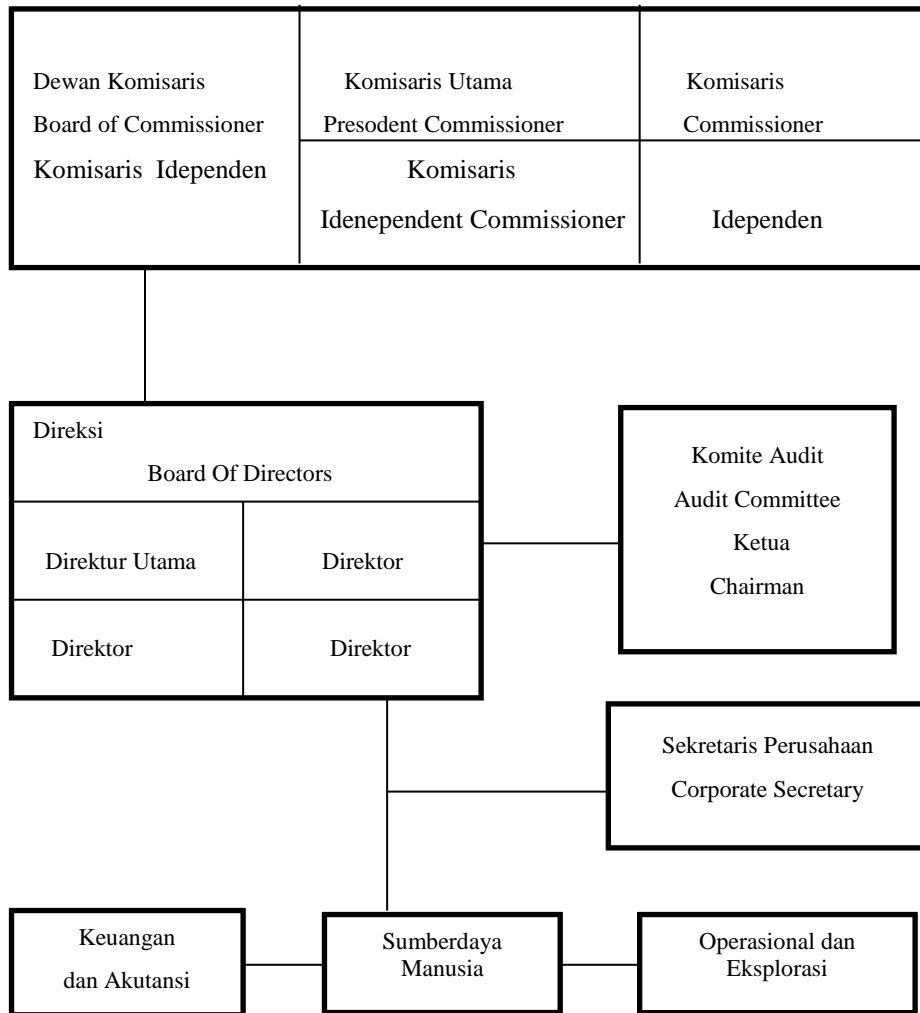 Dewan Komisaris
Board of Commissioner
Komisaris Idependen
Komisaris Utama
Presodent Commissioner
Komisaris
Commissioner
Komisaris
Idenependent Commissioner
Idependen
Direksi
Board Of Directors
Direktur Utama
Direktor
Direktor
Direktor
Komite Audit
Audit Committee
Ketua
Chairman
Sekretaris Perusahaan
Corporate Secretary
Keuangan
dan Akutansi
Sumberdaya
Manusia
Operasional dan
Eksplorasi